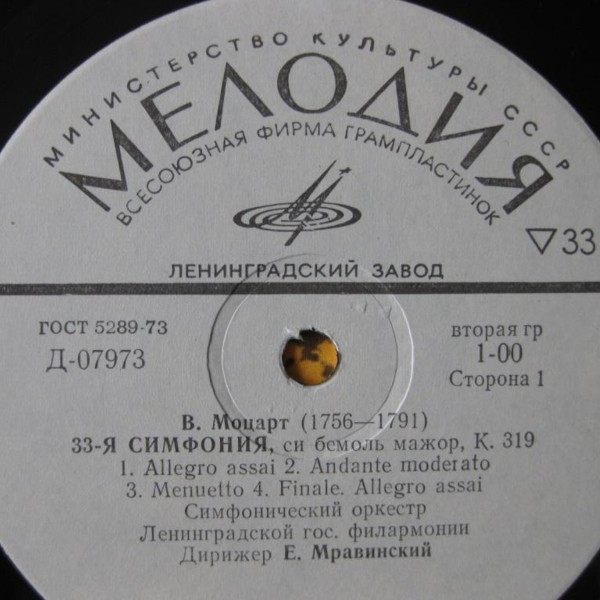 МИНИСТЕРСТВО КУЛЬТУРЫ СССР
МЕЛОДИЯ
ВСЕСОЮЗНАЯ ФИРМА ГРАМПЛАСТИНОК
33
ЛЕНИНГРАДСКИЙ ЗАВОД
ГОСТ 5289-73
Д-07973
вторая гр
1-00
Сторона 1
В. Моцарт (1756—1791)
33-Я СИМФОНИЯ, си бемоль мажор, К. 319
1. Allegro assai 2. Andante moderato
3. Menuetto 4. Finale. Allegro assai
Симфонический оркестр
Ленинградской гос. филармонии
Дирижер Е. Мравинский